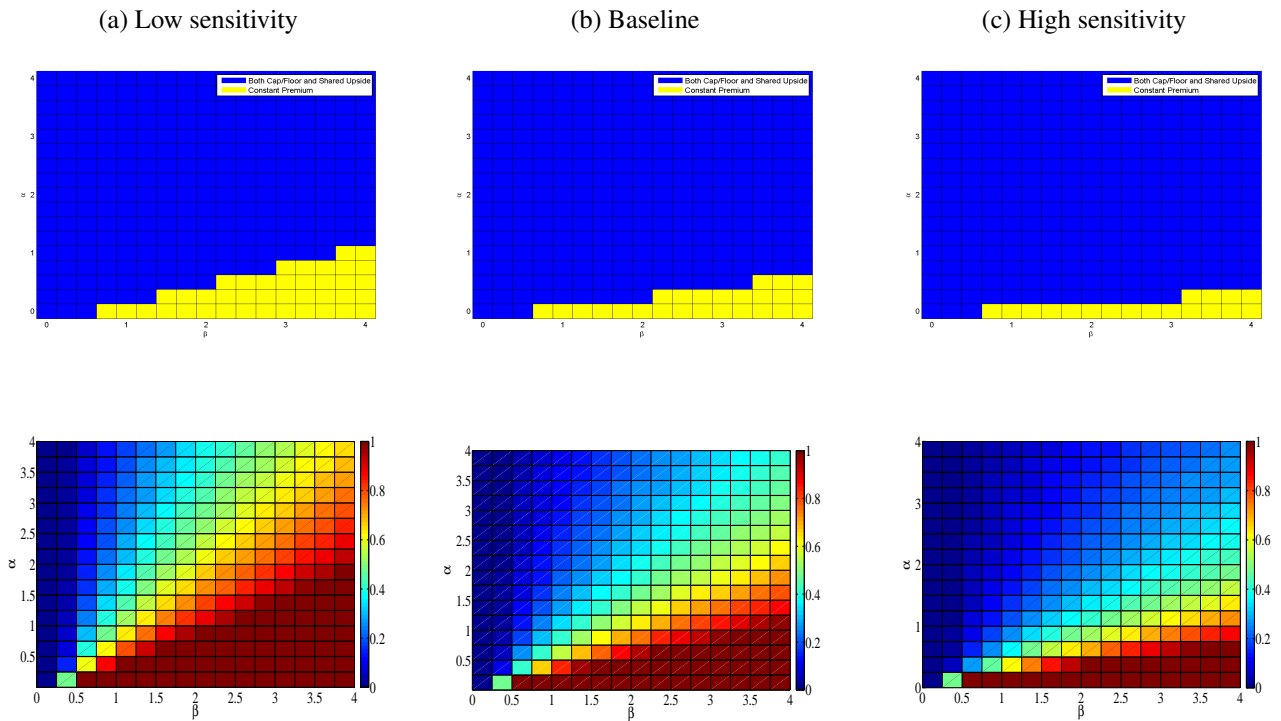 (a) Low sensitivity
(b) Baseline
(c) High sensitivity
Both Cap/Floor and Shared Upside
Constant Premium
4
3
2
1
0
α
0 1 2 3 4
β
Both Cap/Floor and Shared Upside
Constant Premium
4
3
2
1
0
α
0 1 2 3 4
β
Both Cap/Floor and Shared Upside
Constant Premium
4
3
2
1
0
α
0 1 2 3 4
β
4
3.5
3
2.5
2
1.5
1
0.5
α
0 0.5 1 1.5 2 2.5 3 3.5 4
β
1
0.8
0.6
0.4
0.2
0
4
3.5
3
2.5
2
1.5
1
0.5
α
0 0.5 1 1.5 2 2.5 3 3.5 4
β
1
0.8
0.6
0.4
0.2
0
4
3
2
1
0
α
0 0.5 1 1.5 2 2.5 3 3.5 4
β
1
0.8
0.6
0.4
0.2
0